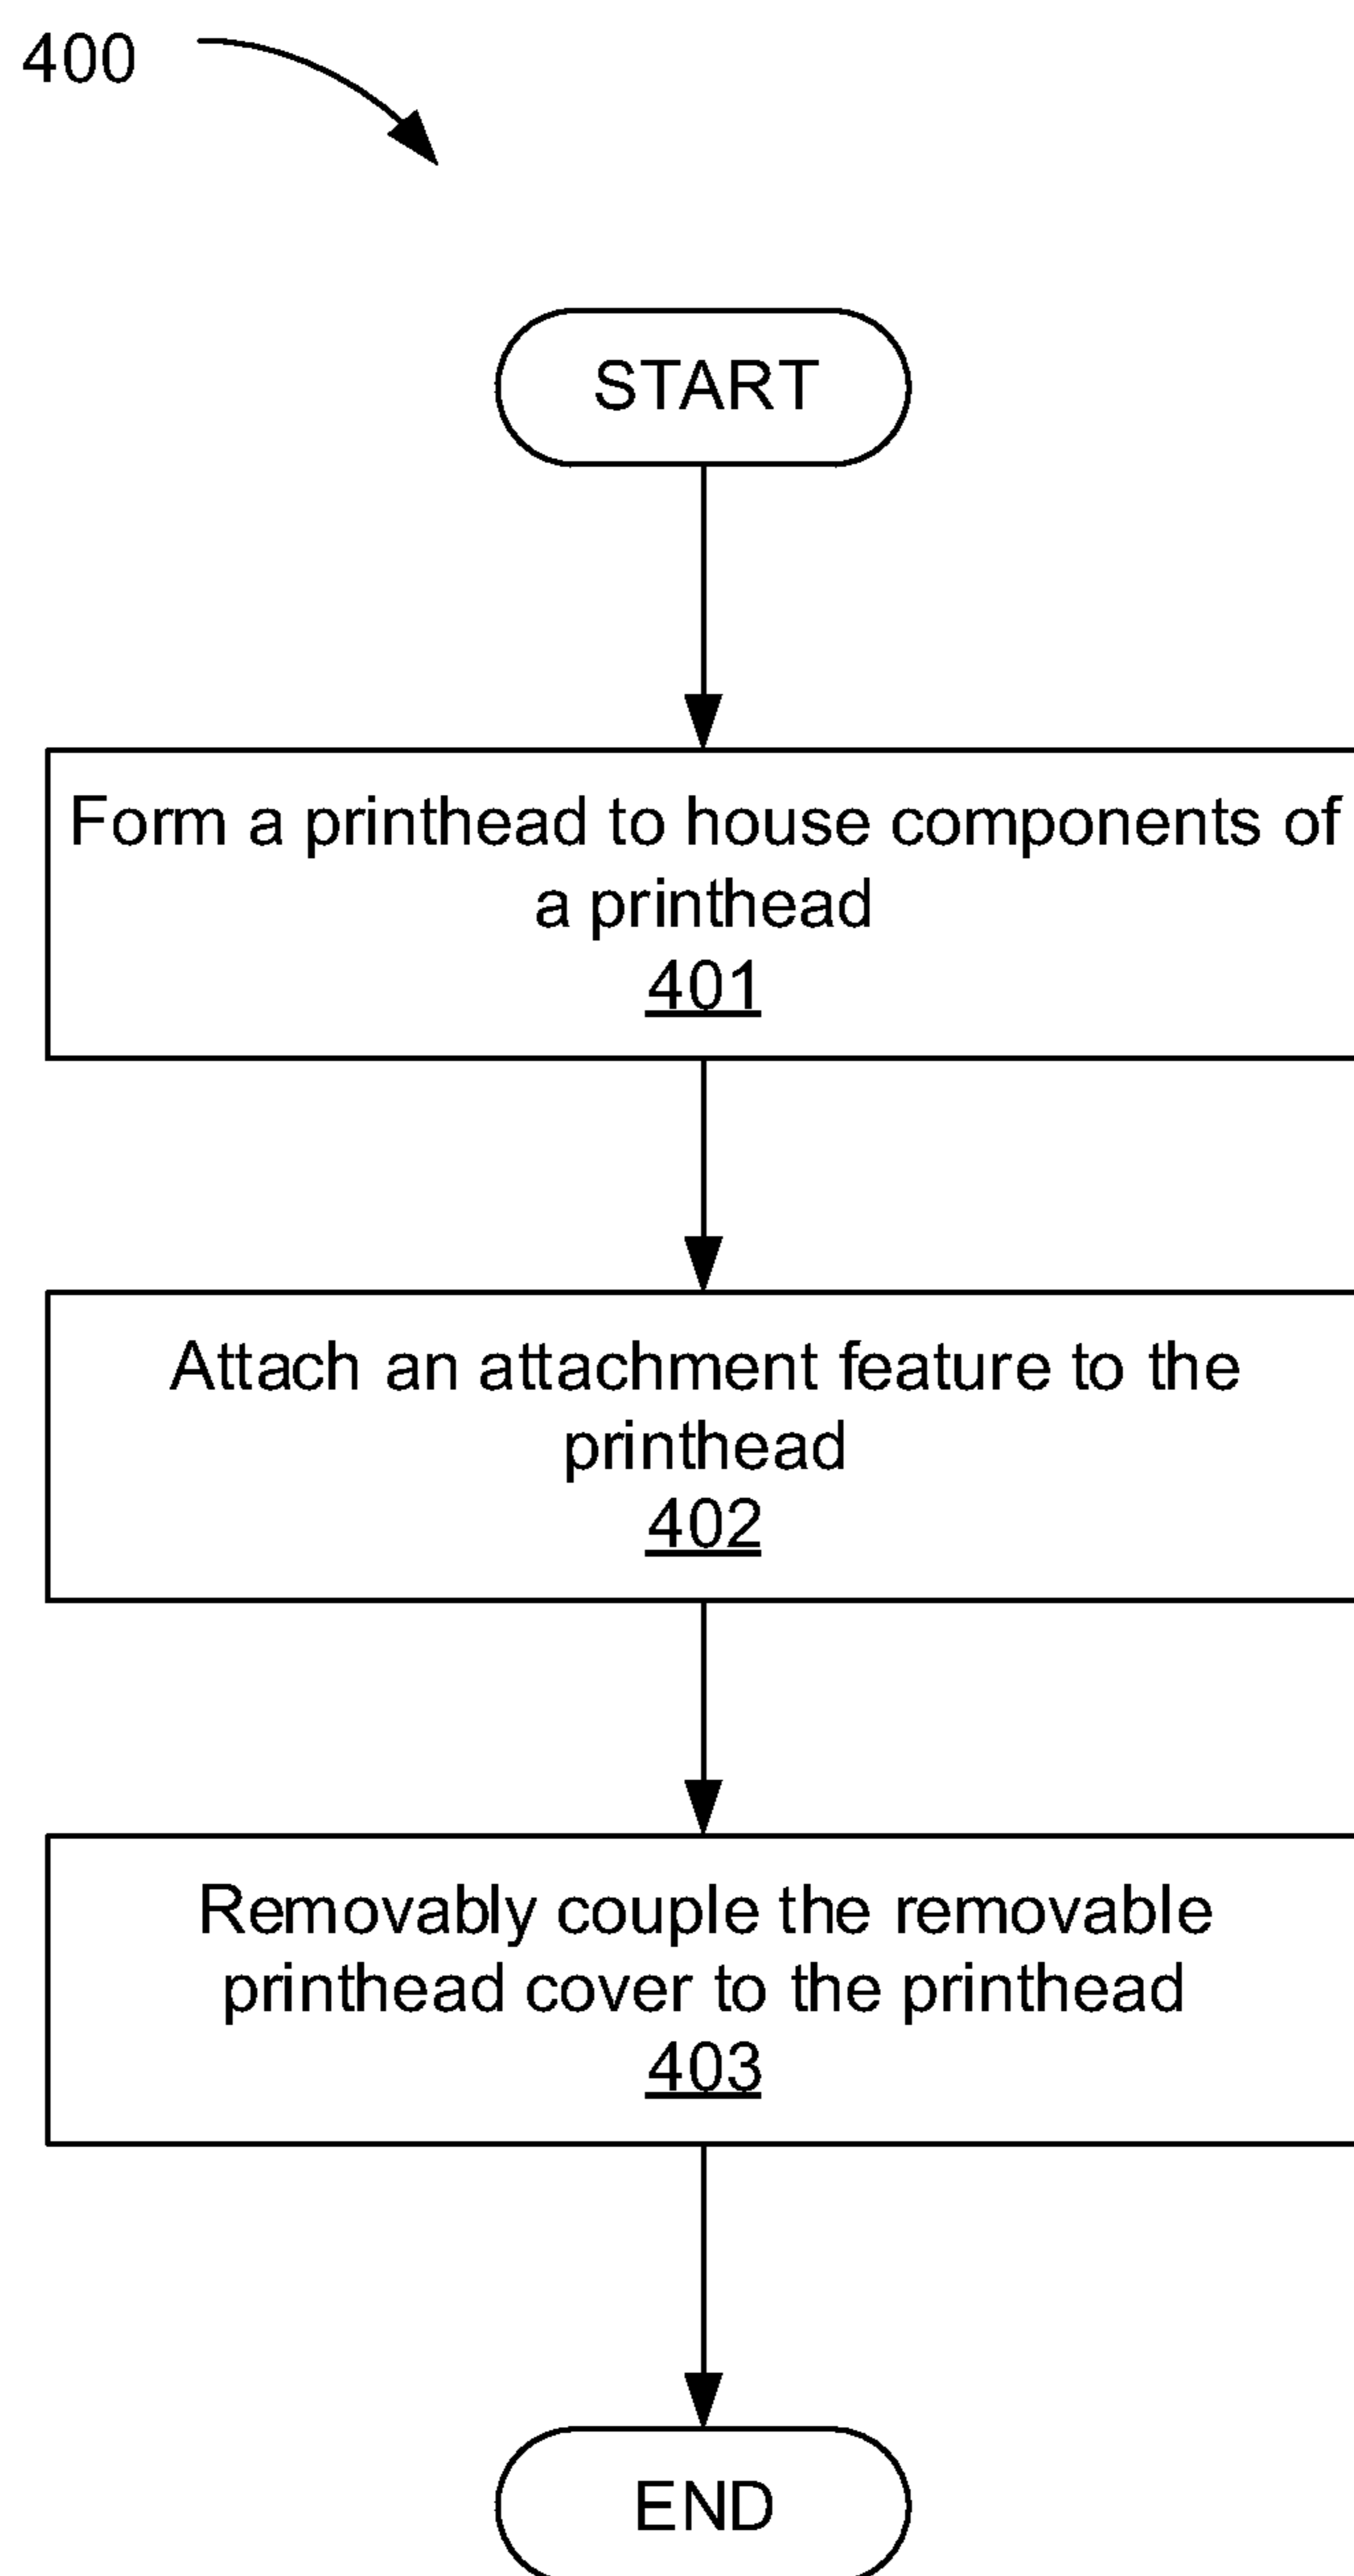 400
START
Form a printhead to house components of
a printhead
401
Attach an attachment feature to the
printhead
402
Removably couple the removable
printhead cover to the printhead
403
END